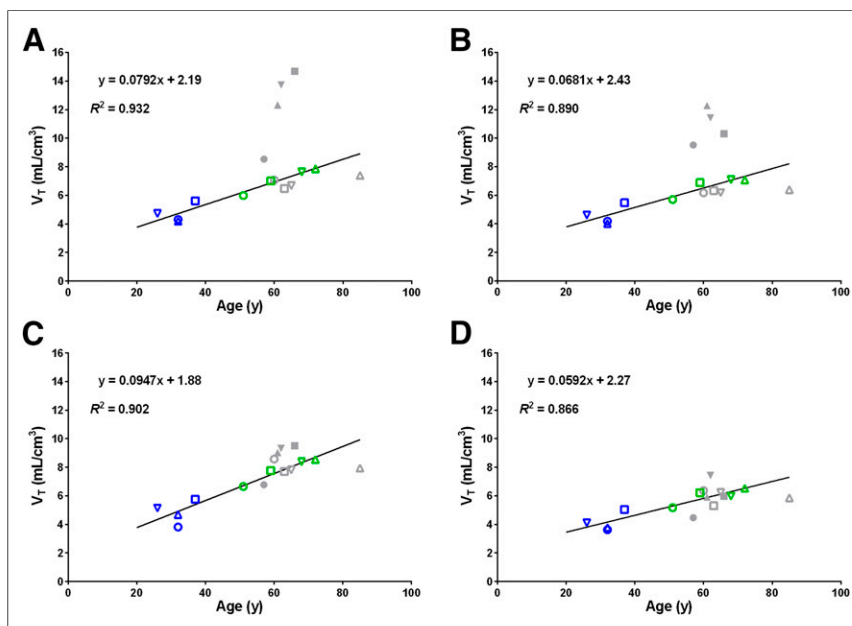 A
y = 0.0792x + 2.19
R² = 0.932
V_T (mL/cm³)
16
14
12
10
8
6
4
2
0
0 20 40 60 80 100
Age (y)
B
y = 0.0681x + 2.43
R² = 0.890
V_T (mL/cm³)
16
14
12
10
8
6
4
2
0
0 20 40 60 80 100
Age (y)
C
y = 0.0947x + 1.88
R² = 0.902
V_T (mL/cm³)
16
14
12
10
8
6
4
2
0
0 20 40 60 80 100
Age (y)
D
y = 0.0592x + 2.27
R² = 0.866
V_T (mL/cm³)
16
14
12
10
8
6
4
2
0
0 20 40 60 80 100
Age (y)